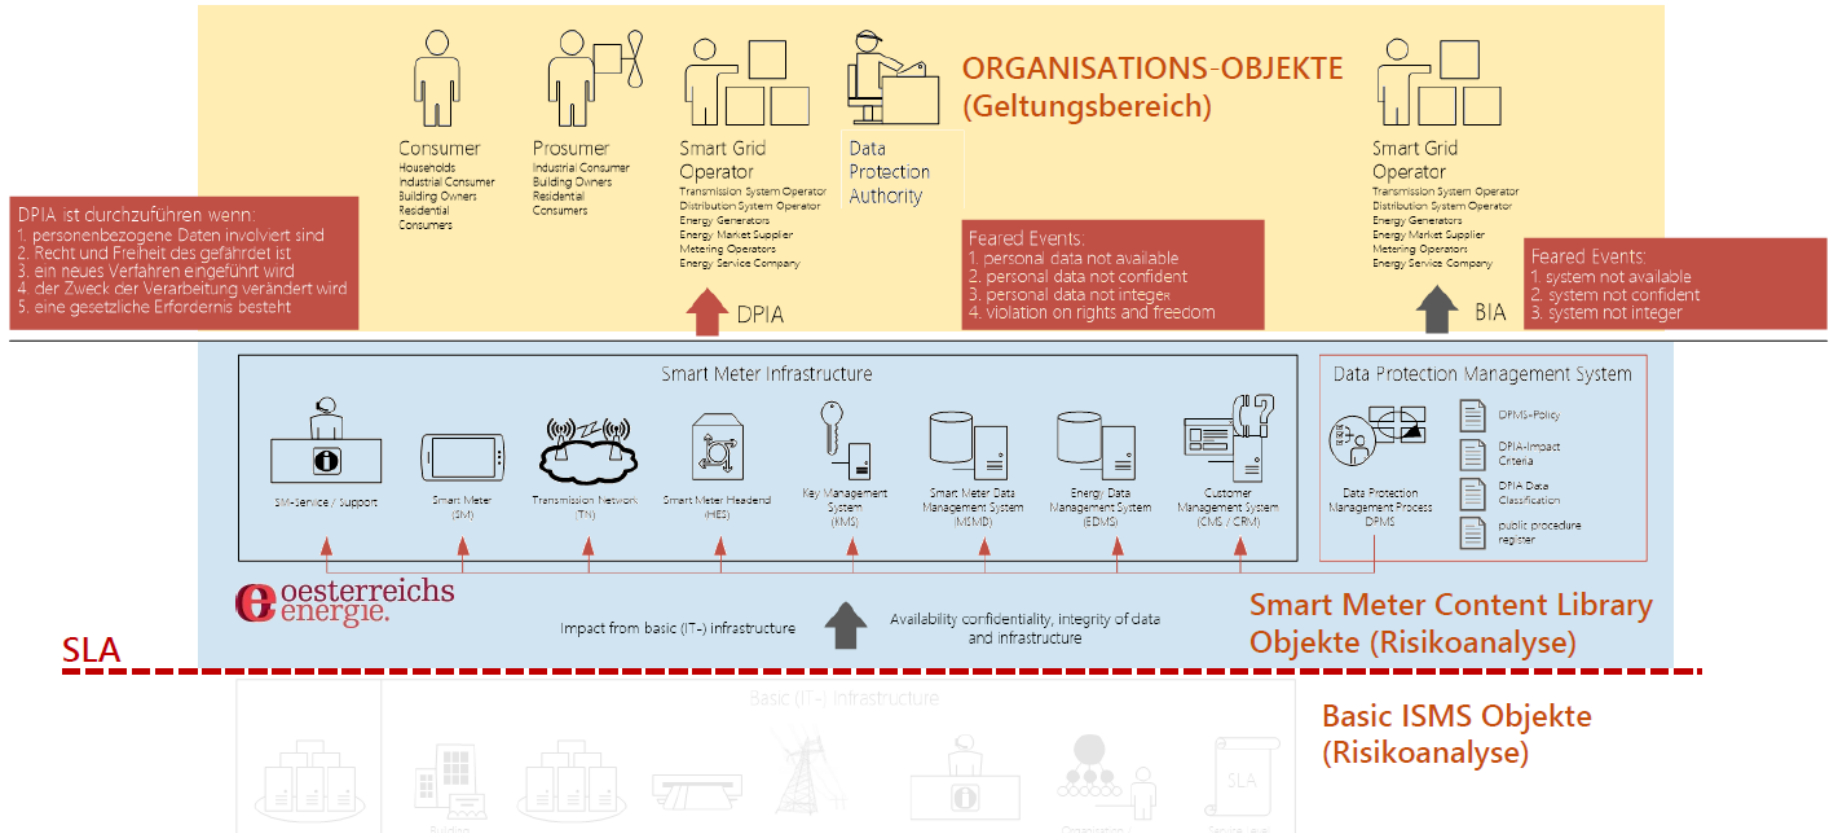 ORGANISATIONS-OBJEKTE
(Geltungsbereich)
Consumer
Households
Industrial Consumer
Building Owners
Residential
Consumers
Prosumer
Industrial Consumer
Building Owners
Residential
Consumers
Smart Grid
Operator
Transmission System Operator
Distribution System Operator
Energy Generators
Energy Market Supplier
Metering Operators
Energy Service Company
Data
Protection
Authority
Smart Grid
Operator
Transmission System Operator
Distribution System Operator
Energy Generators
Energy Market Supplier
Metering Operators
Energy Service Company
DPIA ist durchzuführen wenn:
1. personenbezogene Daten involviert sind
2. Recht und Freiheit des gefährdet ist
3. ein neues Verfahren eingeführt wird
4. der Zweck der Verarbeitung verändert wird
5. eine gesetzliche Erfordernis besteht
DPIA
Feared Events:
1. personal data not available
2. personal data not confident
3. personal data not integer
4. violation on rights and freedom
BIA
Feared Events:
1. system not available
2. system not confident
3. system not integer
Smart Meter Infrastructure
SM-Service / Support
Smart Meter
(SM)
Transmission Network
(TN)
Smart Meter Headend
(HES)
Key Management
System
(KMS)
Smart Meter Data
Management System
(MSMD)
Energy Data
Management System
(EDMS)
Customer
Management System
(CMS / CRM)
Data Protection Management System
Data Protection
Management Process
DPMS
DPMS-Policy
DPIA-Impact
Criteria
DPIA Data
Classification
public procedure
register
oesterreichs
energie.
Impact from basic (IT-) infrastructure
Availability confidentiality, integrity of data
and infrastructure
Smart Meter Content Library
Objekte (Risikoanalyse)
SLA
Basic (IT-) Infrastructure
Basic ISMS Objekte
(Risikoanalyse)
SLA
Building
Organisation /
Service Level